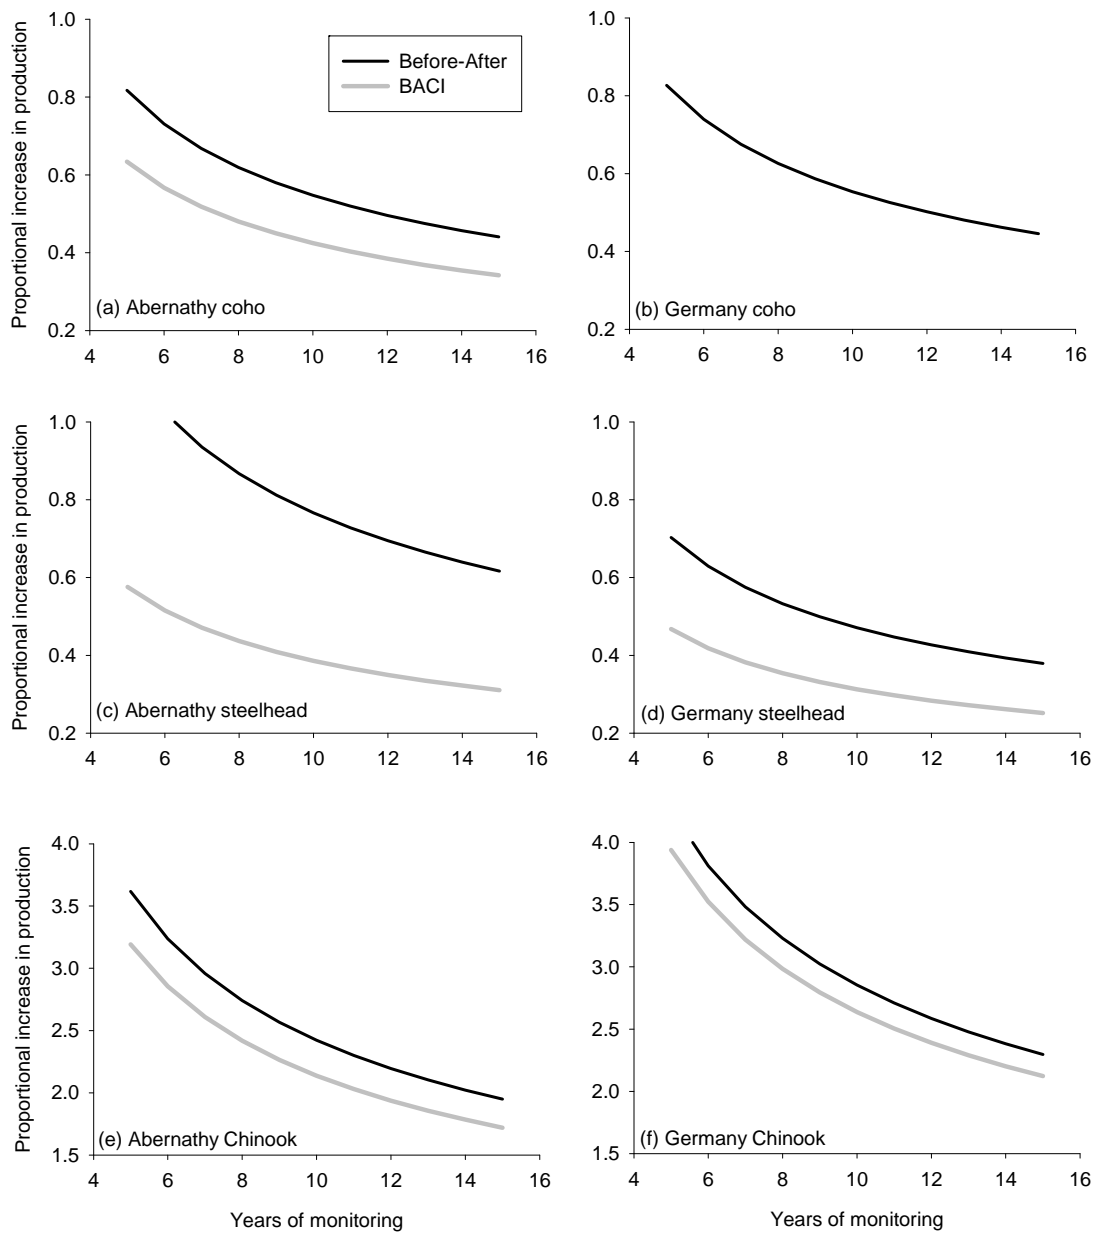 Proportional increase in production
1.0
0.8
0.6
0.4
0.2
Before-After
BACI
(a) Abernathy coho
4 6 8 10 12 14 16
1.0
0.8
0.6
0.4
0.2
(b) Germany coho
4 6 8 10 12 14 16
Proportional increase in production
1.0
0.8
0.6
0.4
0.2
(c) Abernathy steelhead
4 6 8 10 12 14 16
1.0
0.8
0.6
0.4
0.2
(d) Germany steelhead
4 6 8 10 12 14 16
Proportional increase in production
4.0
3.5
3.0
2.5
2.0
1.5
(e) Abernathy Chinook
4 6 8 10 12 14 16
Years of monitoring
4.0
3.5
3.0
2.5
2.0
1.5
(f) Germany Chinook
4 6 8 10 12 14 16
Years of monitoring